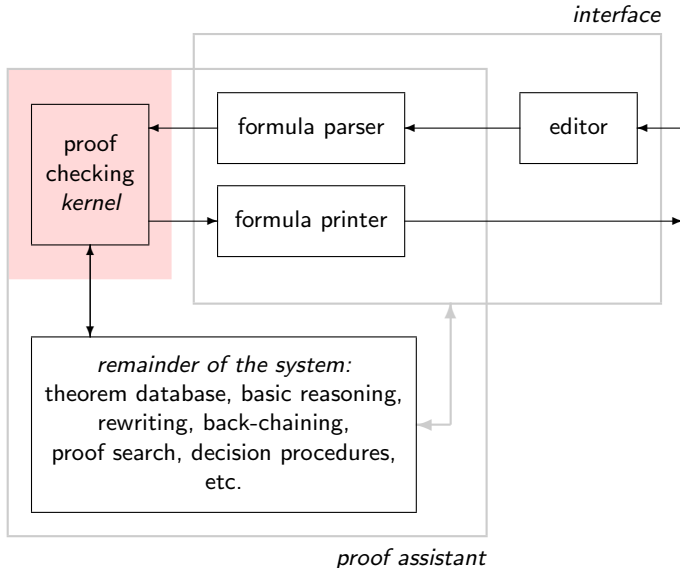 interface
formula parser
editor
proof
checking
kernel
formula printer
remainder of the system:
theorem database, basic reasoning,
rewriting, back-chaining,
proof search, decision procedures,
etc.
proof assistant